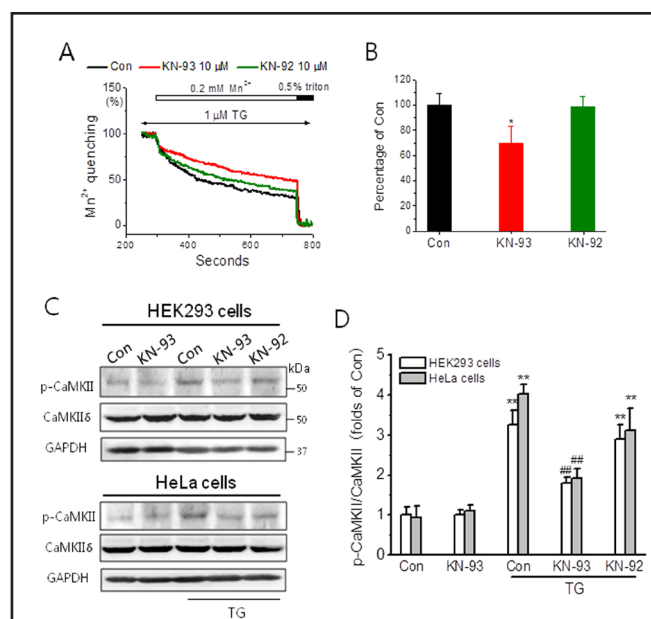 A
Con KN-93 10 μM KN-92 10 μM
150
(%)
0.2 mM Mn²⁺
0.5% triton
1 μM TG
100
50
0
Mn²⁺ quenching
200 400 600 800
Seconds
B
120
100
80
60
40
20
0
Percentage of Con
*
Con KN-93 KN-92
C
HEK293 cells
Con KN-93 Con KN-93 KN-92
kDa
p-CaMKII
50
CaMKIIδ
50
GAPDH
37
HeLa cells
p-CaMKII
CaMKIIδ
GAPDH
TG
D
HEK293 cells
HeLa cells
p-CaMKII/CaMKII (folds of Con)
6
5
4
3
2
1
0
** **
## ##
** **
Con KN-93 Con KN-93 KN-92
TG